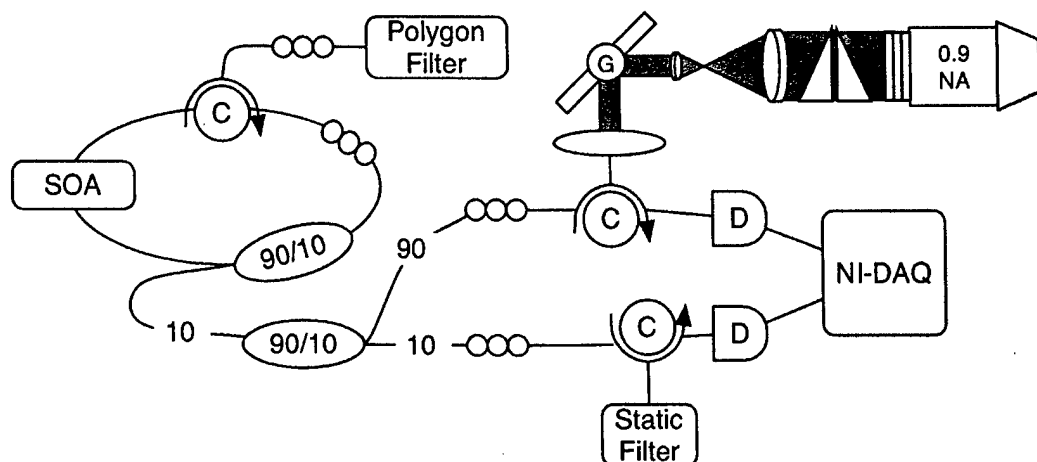 Polygon
Filter
G
0.9
NA
C
SOA
90/10
90
C
D
NI-DAQ
10
90/10
10
C
D
Static
Filter